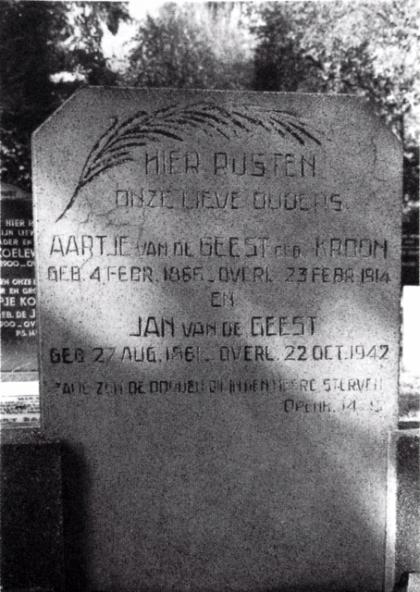 HIER RUSTEN
ONZE LIEVE OUDERS
AARTJE VAN DE GEEST GEB. KROON
GEB. 4 FEBR. 1866 - OVERL. 23 FEBR. 1914
EN
JAN VAN DE GEEST
GEB. 27 AUG. 1861 - OVERL. 22 OCT. 1942
ZALIG ZIJN DE DOODEN DIE IN DEN HEERE STERVEN
OPENB. 14
HIER
1900-